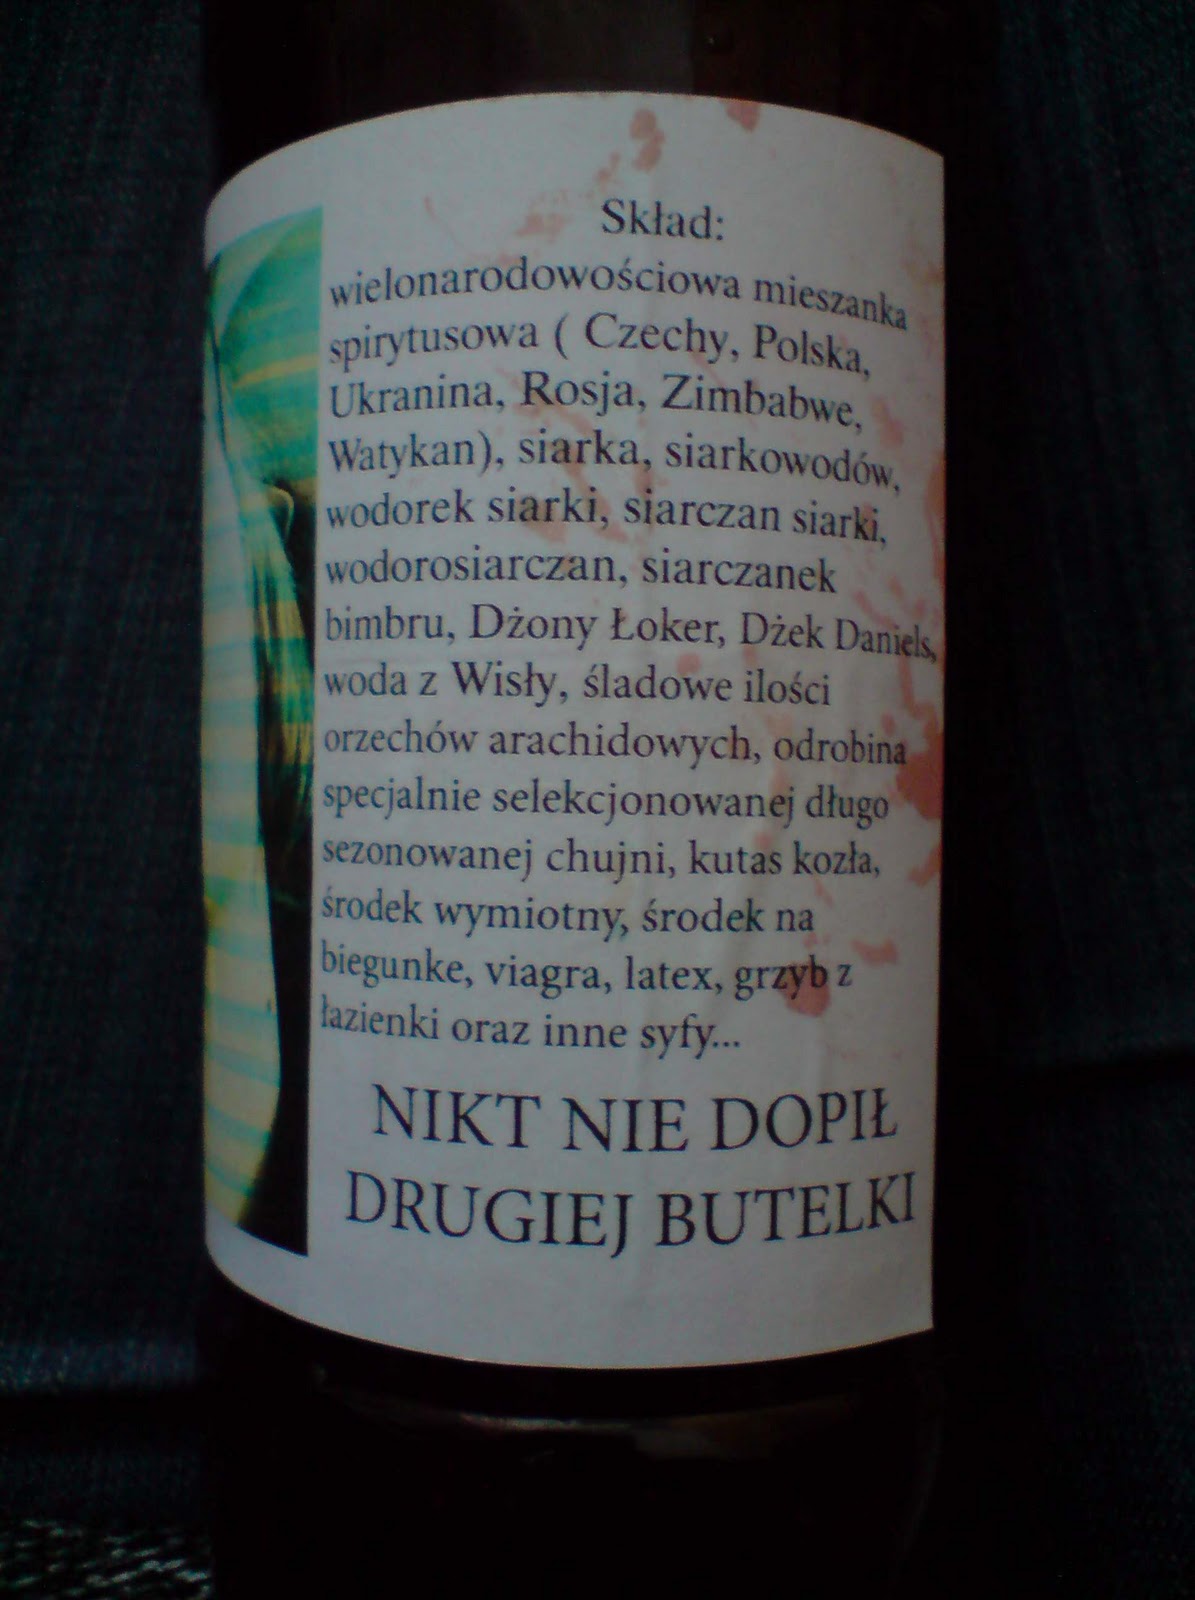 Skład:
wielonarodowościowa mieszanka
spirytusowa ( Czechy, Polska,
Ukranina, Rosja, Zimbabwe,
Watykan), siarka, siarkowodów,
wodorek siarki, siarczan siarki,
wodorosiarczan, siarczanek
bimbru, Dżony Łoker, Dżek Daniels,
woda z Wisły, śladowe ilości
orzechów arachidowych, odrobina
specjalnie selekcjonowanej długo
sezonowanej chujni, kutas kozła,
środek wymiotny, środek na
biegunke, viagra, latex, grzyb z
łazienki oraz inne syfy...
NIKT NIE DOPIŁ
DRUGIEJ BUTELKI